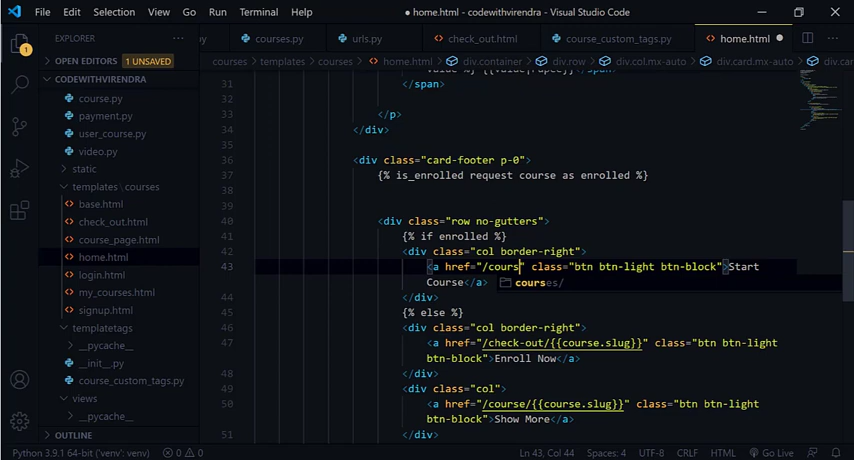 File Edit Selection View Go Run Terminal Help
● home.html - codewithvirendra - Visual Studio Code
EXPLORER ···
.py courses.py urls.py check_out.html course_custom_tags.py home.html ●
OPEN EDITORS 1 UNSAVED
courses > templates > courses > home.html > div.container > div.row > div.col.mx-auto > div.card.mx-auto > div.car
CODEWITHVIRENDRA
course.py
payment.py
user_course.py
video.py
static
templates \ courses
base.html
check_out.html
course_page.html
home.html
login.html
my_courses.html
signup.html
templatetags
__pycache__
__init__.py
course_custom_tags.py
views
__pycache__
OUTLINE
1
31 </span>
32
33 </p>
34 </div>
35
36 <div class="card-footer p-0">
37 {% is_enrolled request course as enrolled %}
38
39
40 <div class="row no-gutters">
41 {% if enrolled %}
42 <div class="col border-right">
43 <a href="/cours" class="btn btn-light btn-block">Start
Course</a>
courses/
44 </div>
45 {% else %}
46 <div class="col border-right">
47 <a href="/check-out/{{course.slug}}" class="btn btn-light
btn-block">Enroll Now</a>
48 </div>
49 <div class="col">
50 <a href="/course/{{course.slug}}" class="btn btn-light
btn-block">Show More</a>
51 </div>
Python 3.9.1 64-bit ('venv': venv) 0 0 Ln 43, Col 44 Spaces: 4 UTF-8 CRLF HTML Go Live